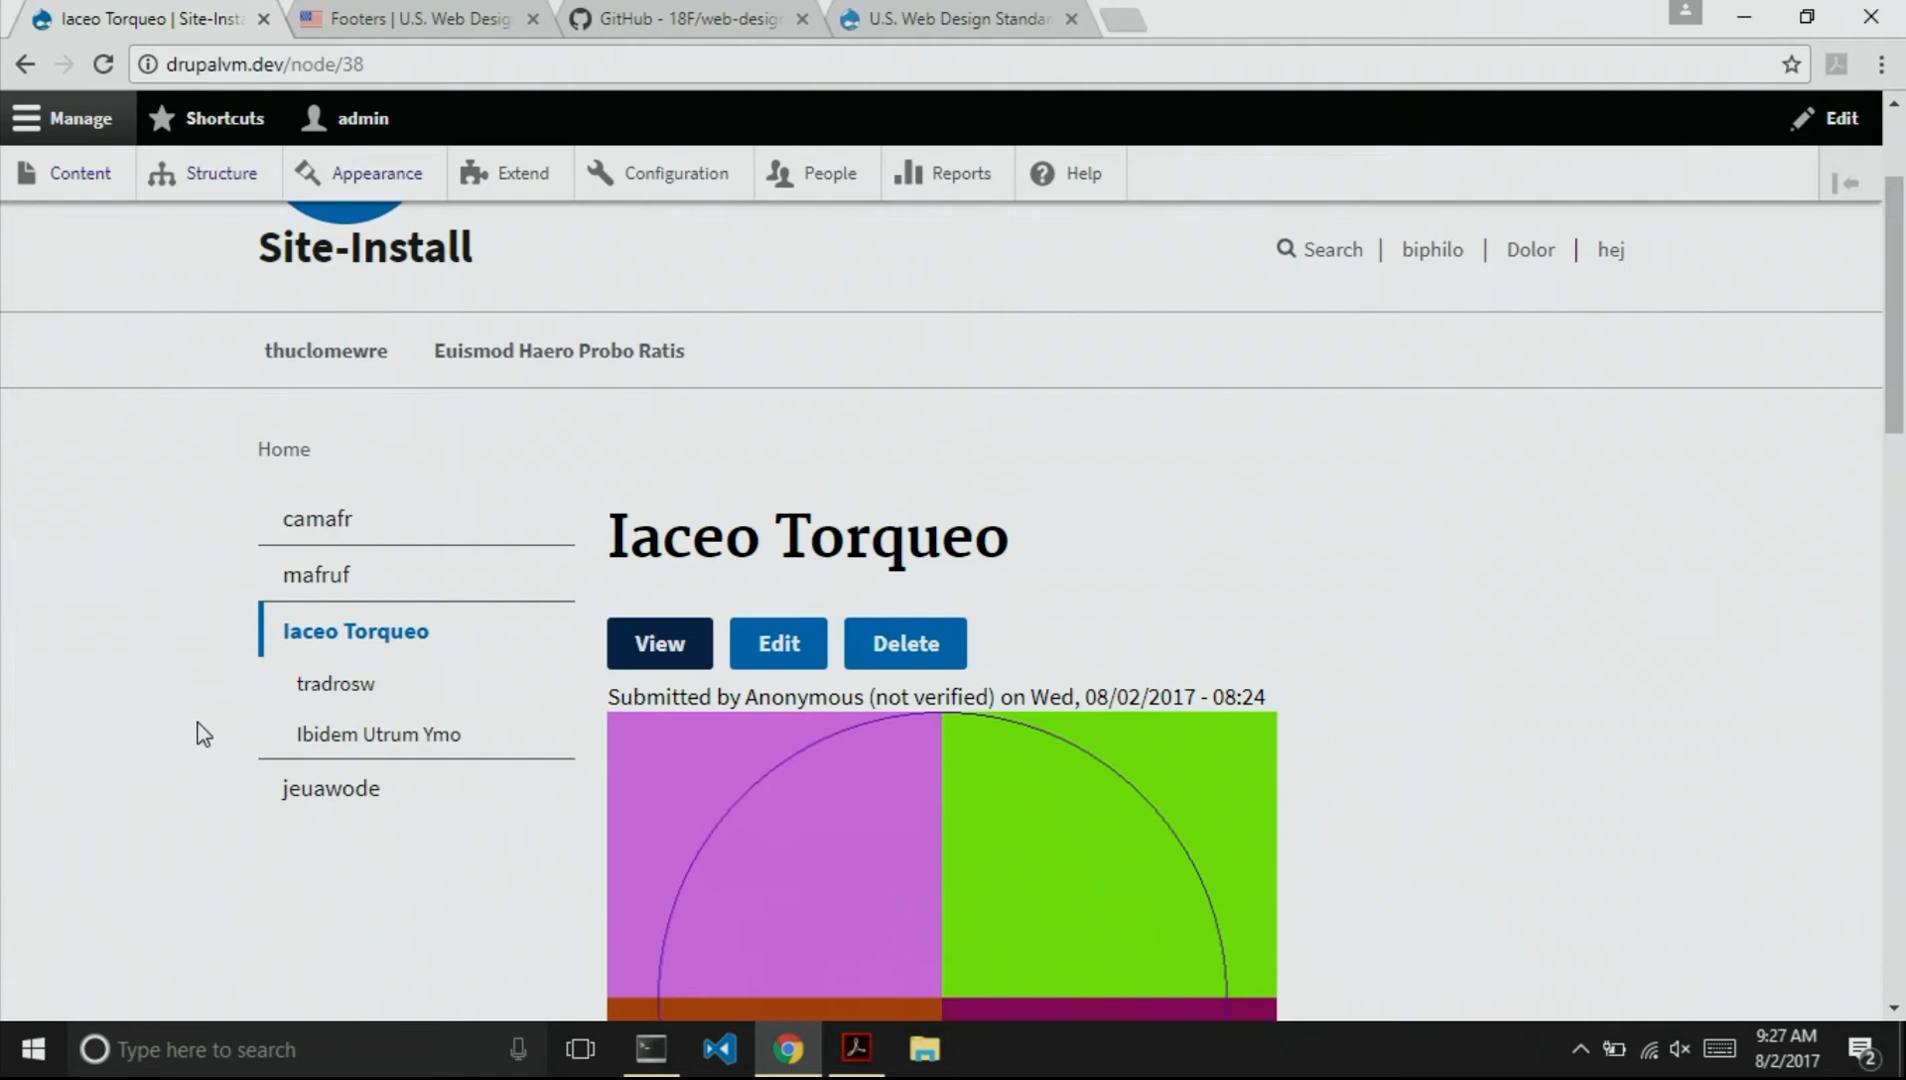 Iaceo Torqueo | Site-Insta
Footers | U.S. Web Desig
GitHub - 18F/web-desig
U.S. Web Design Standar
drupalvm.dev/node/38
Manage
Shortcuts
admin
Edit
Content
Structure
Appearance
Extend
Configuration
People
Reports
Help
Site-Install
Search | biphilo | Dolor | hej
thuclomewre
Euismod Haero Probo Ratis
Home
camafr
mafruf
Iaceo Torqueo
tradrosw
Ibidem Utrum Ymo
jeuawode
Iaceo Torqueo
View
Edit
Delete
Submitted by Anonymous (not verified) on Wed, 08/02/2017 - 08:24
Type here to search
9:27 AM
8/2/2017
2